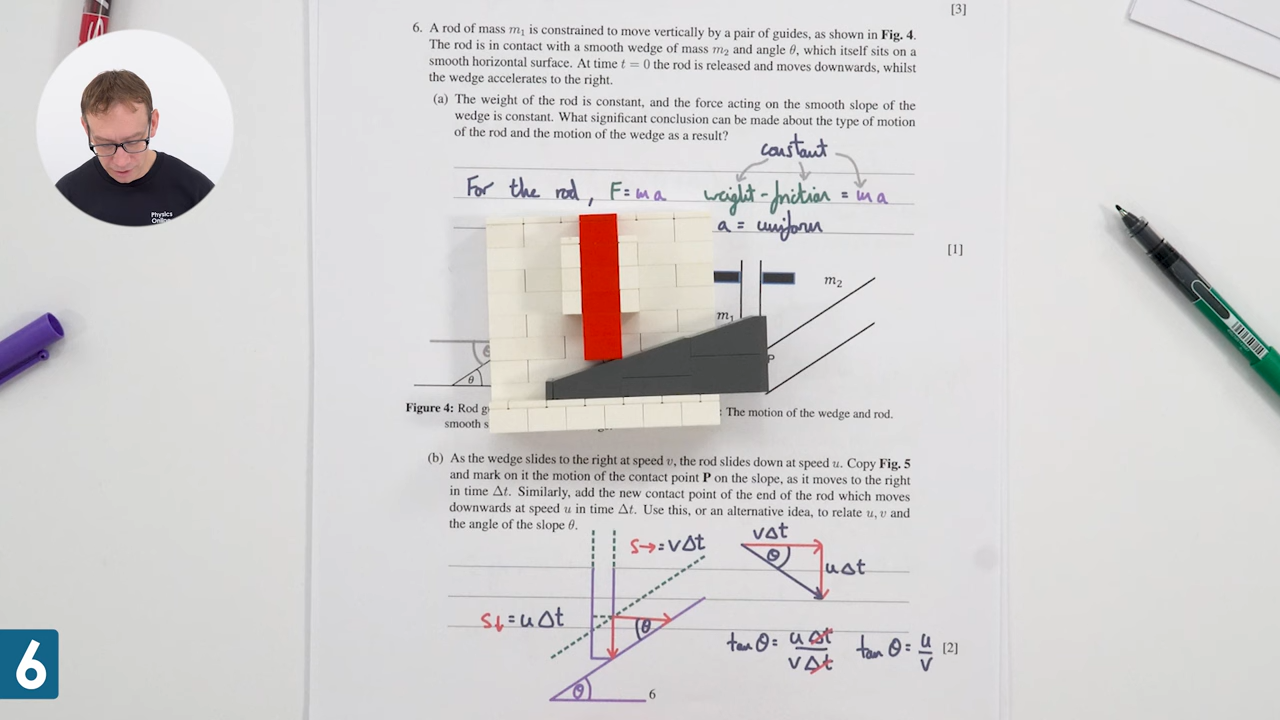 [3]
6. A rod of mass m₁ is constrained to move vertically by a pair of guides, as shown in Fig. 4.
The rod is in contact with a smooth wedge of mass m₂ and angle θ, which itself sits on a
smooth horizontal surface. At time t = 0 the rod is released and moves downwards, whilst
the wedge accelerates to the right.
(a) The weight of the rod is constant, and the force acting on the smooth slope of the
wedge is constant. What significant conclusion can be made about the type of motion
of the rod and the motion of the wedge as a result?
constant
For the rod, F = ma weight - friction = ma
a = uniform
[1]
m₂
m₁
P
θ
θ
Figure 4: Rod
smooth
: The motion of the wedge and rod.
(b) As the wedge slides to the right at speed v, the rod slides down at speed u. Copy Fig. 5
and mark on it the motion of the contact point P on the slope, as it moves to the right
in time Δt. Similarly, add the new contact point of the end of the rod which moves
downwards at speed u in time Δt. Use this, or an alternative idea, to relate u, v and
the angle of the slope θ.
s→ = vΔt
vΔt
θ
uΔt
s↓ = uΔt
θ
tan θ = uΔt / vΔt tan θ = u / v [2]
θ
6
6
Physics
Online